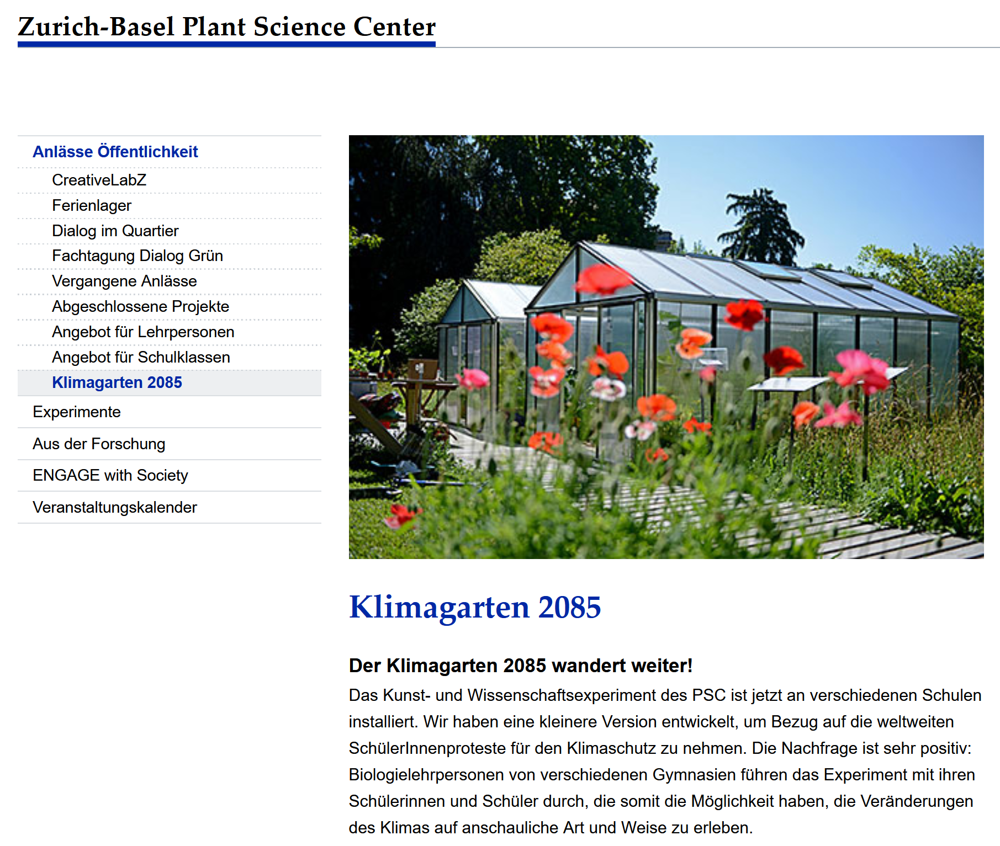 Zurich-Basel Plant Science Center
Anlässe Öffentlichkeit
CreativeLabZ
Ferienlager
Dialog im Quartier
Fachtagung Dialog Grün
Vergangene Anlässe
Abgeschlossene Projekte
Angebot für Lehrpersonen
Angebot für Schulklassen
Klimagarten 2085
Experimente
Aus der Forschung
ENGAGE with Society
Veranstaltungskalender
Klimagarten 2085
Der Klimagarten 2085 wandert weiter!
Das Kunst- und Wissenschaftsexperiment des PSC ist jetzt an verschiedenen Schulen
installiert. Wir haben eine kleinere Version entwickelt, um Bezug auf die weltweiten
SchülerInnenproteste für den Klimaschutz zu nehmen. Die Nachfrage ist sehr positiv:
Biologielehrpersonen von verschiedenen Gymnasien führen das Experiment mit ihren
Schülerinnen und Schüler durch, die somit die Möglichkeit haben, die Veränderungen
des Klimas auf anschauliche Art und Weise zu erleben.